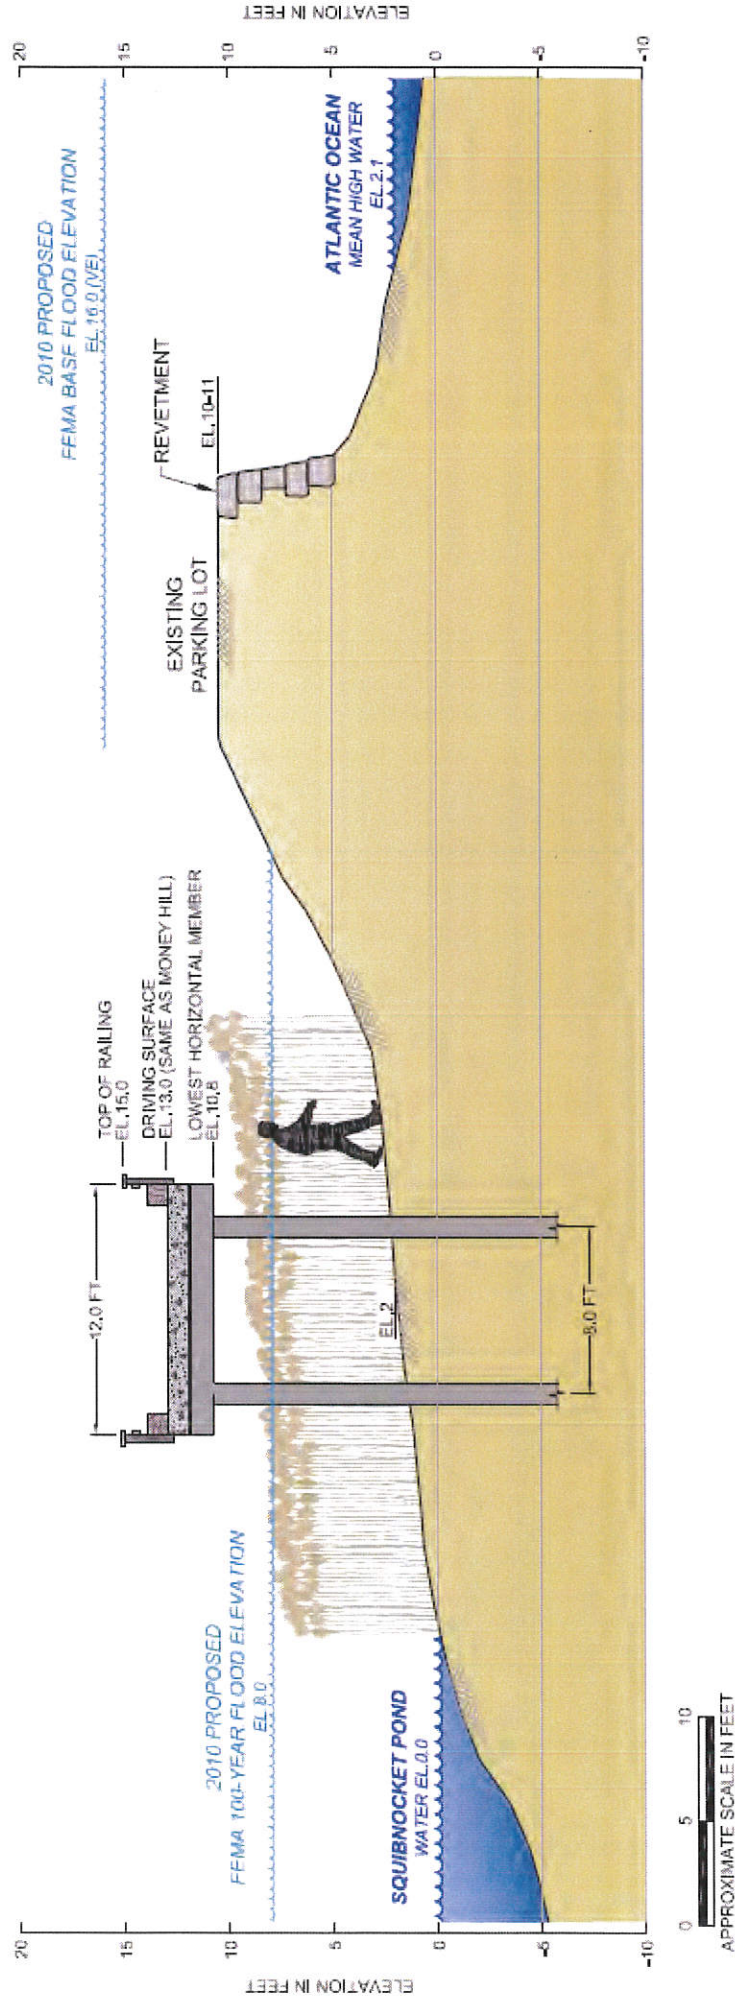 ELEVATION IN FEET
20
15
10
5
0
-5
-10
2010 PROPOSED
FEMA 100-YEAR FLOOD ELEVATION
EL 8.0
SQUIBNOCKET POND
WATER EL.0.0
12.0 FT
TOP OF RAILING
EL.15.0
DRIVING SURFACE
EL.13.0 (SAME AS MONEY HILL)
LOWEST HORIZONTAL MEMBER
EL.10.8
EL.2
8.0 FT
EXISTING
PARKING LOT
REVETMENT
EL.10-11
2010 PROPOSED
FEMA BASE FLOOD ELEVATION
EL.16.0 (VE)
ATLANTIC OCEAN
MEAN HIGH WATER
EL.2.1
20
15
10
5
0
-5
-10
ELEVATION IN FEET
0 5 10
APPROXIMATE SCALE IN FEET